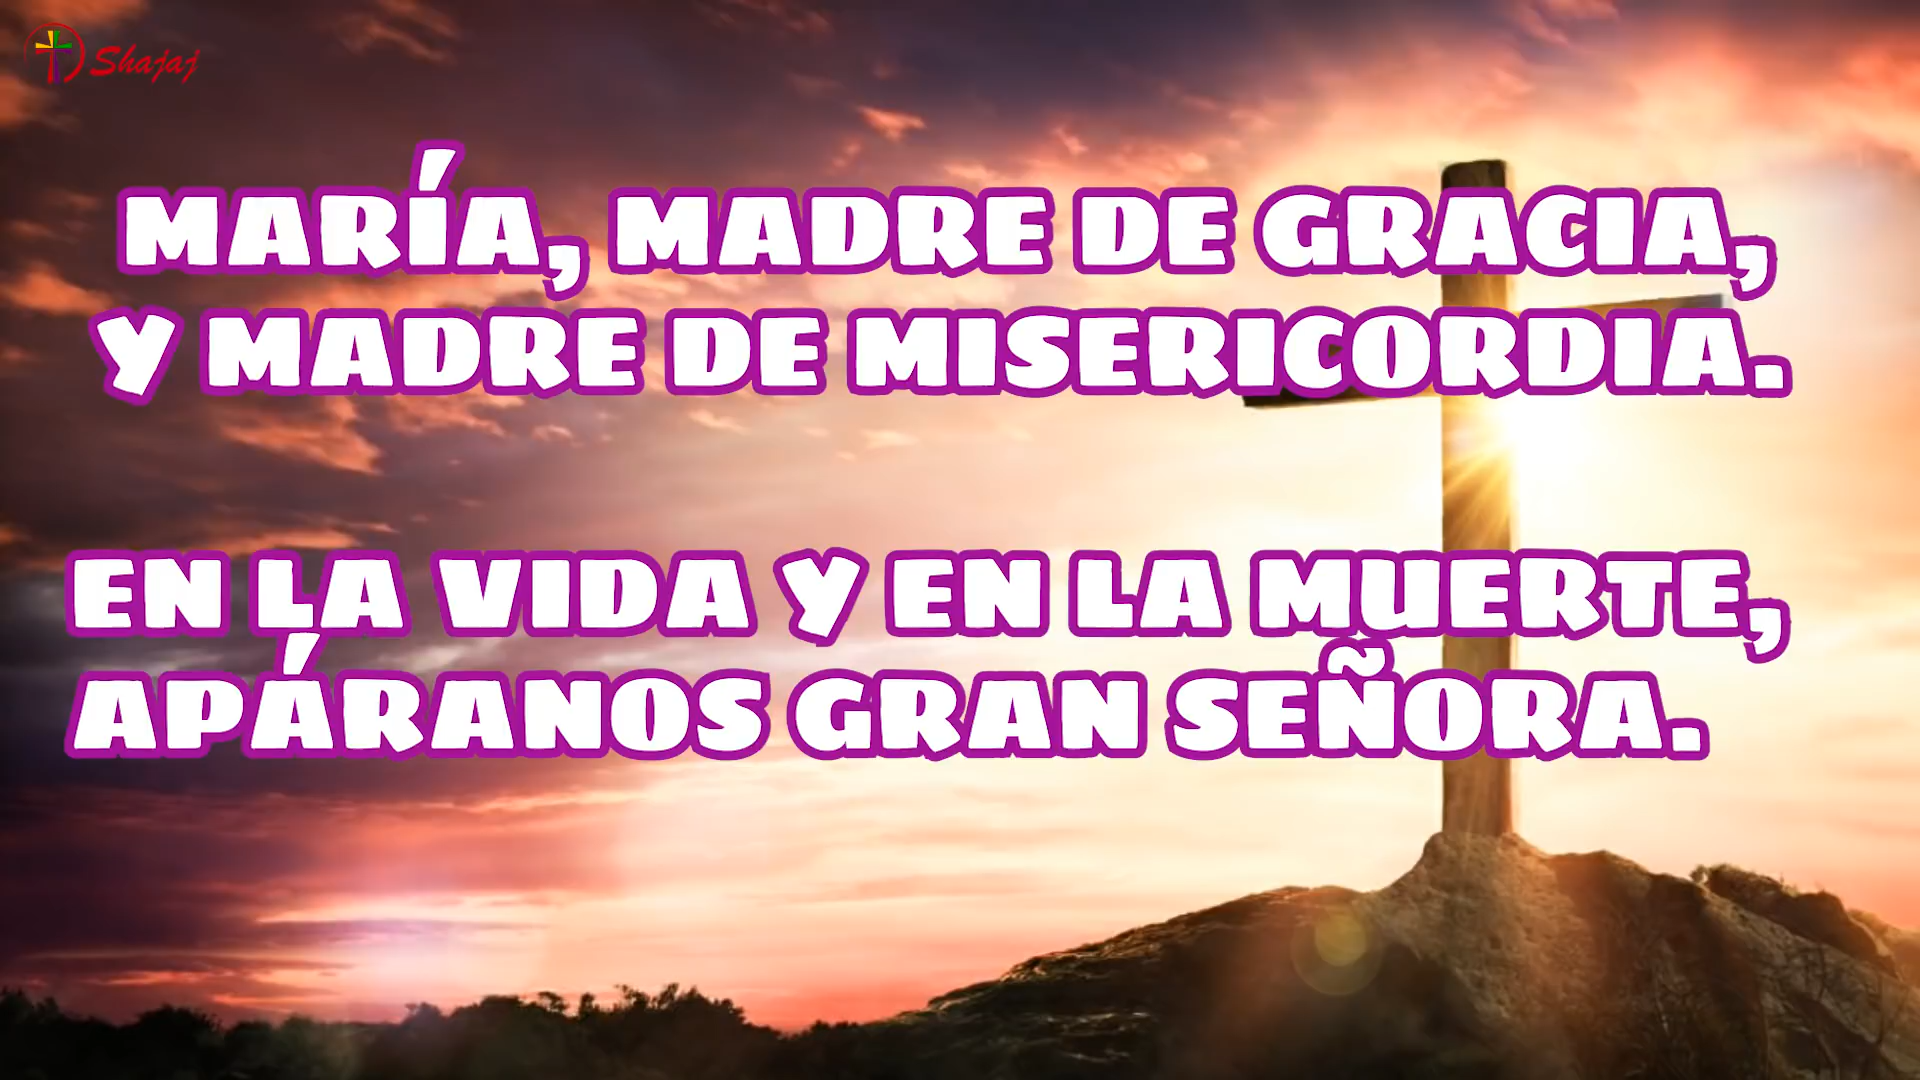 Shajaj
MARÍA, MADRE DE GRACIA,
Y MADRE DE MISERICORDIA.
EN LA VIDA Y EN LA MUERTE,
APÁRANOS GRAN SEÑORA.